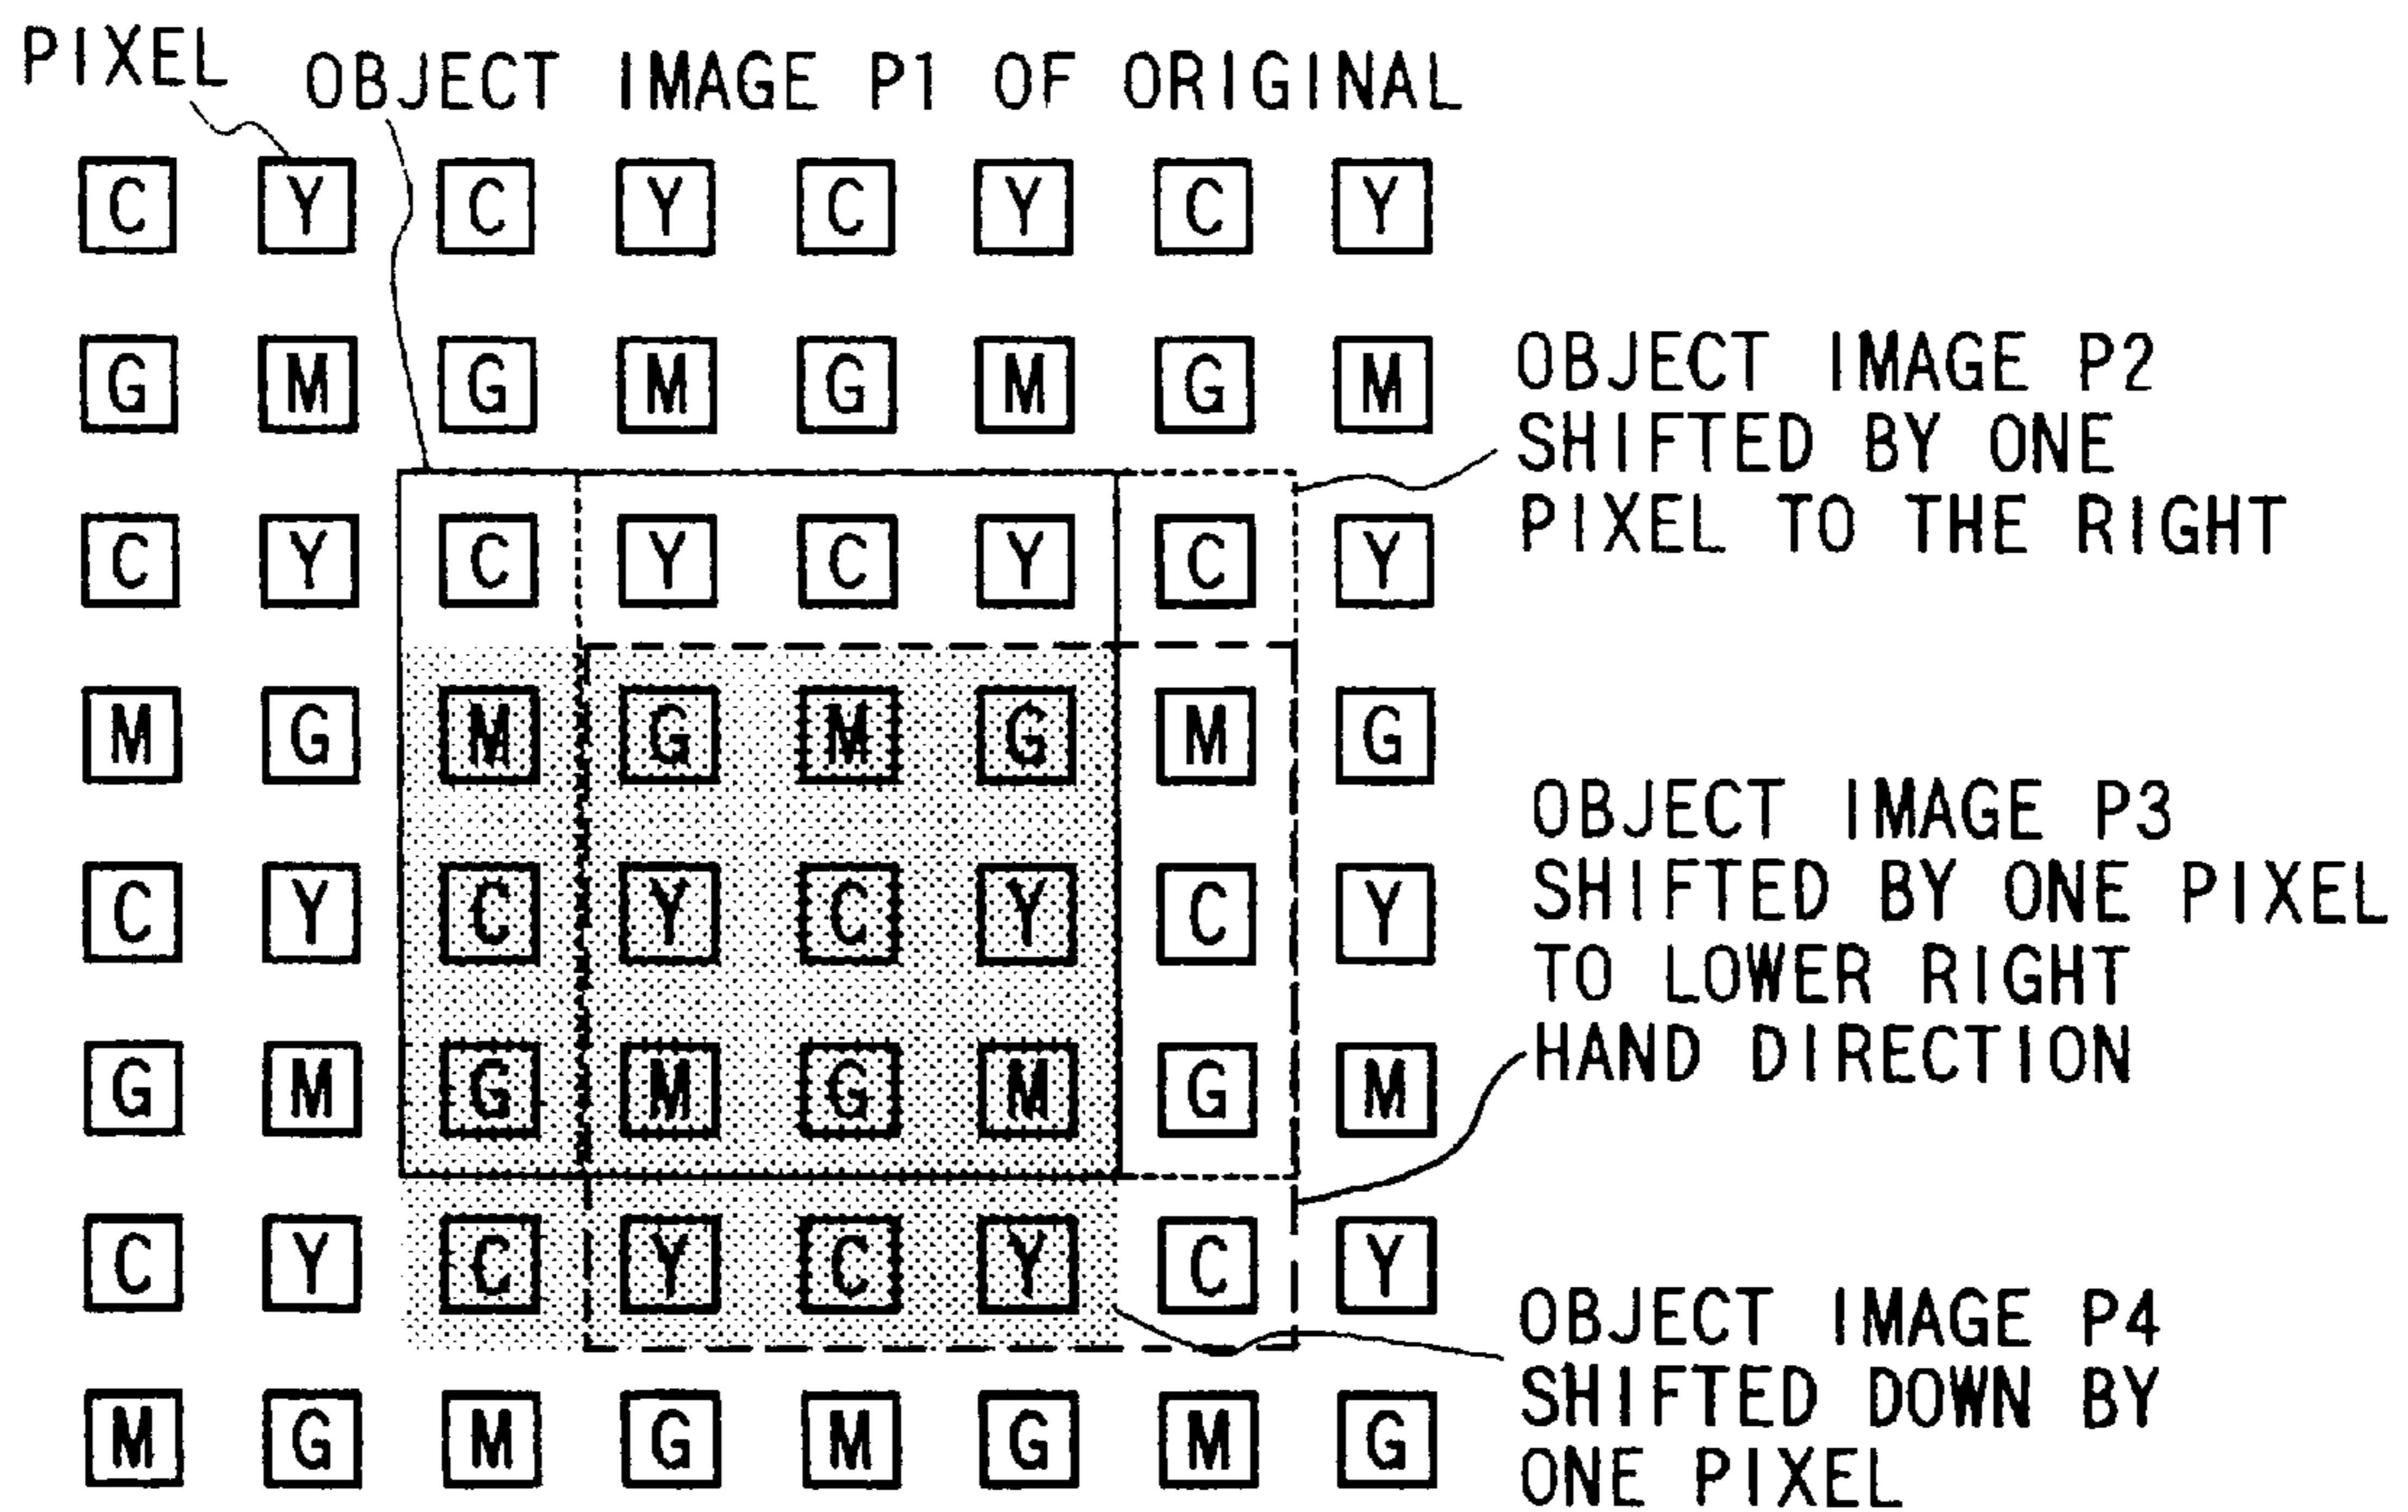 PIXEL
OBJECT IMAGE P1 OF ORIGINAL
C Y C Y C Y C Y
G M G M G M G M
OBJECT IMAGE P2
SHIFTED BY ONE
PIXEL TO THE RIGHT
C Y C Y C Y C Y
M G M G M G M G
OBJECT IMAGE P3
SHIFTED BY ONE PIXEL
TO LOWER RIGHT
HAND DIRECTION
C Y C Y C Y C Y
G M G M G M G M
C Y C Y C Y C Y
OBJECT IMAGE P4
SHIFTED DOWN BY
ONE PIXEL
M G M G M G M G